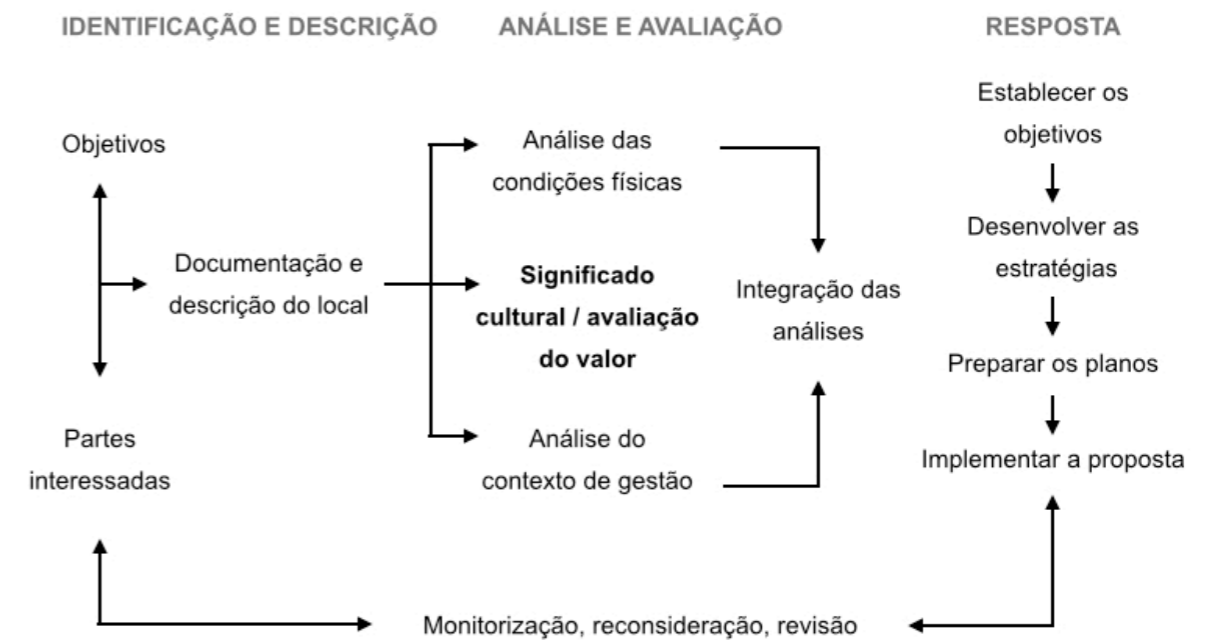 IDENTIFICAÇÃO E DESCRIÇÃO
ANÁLISE E AVALIAÇÃO
RESPOSTA
Objetivos
Documentação e
descrição do local
Partes
interessadas
Análise das
condições físicas
Significado
cultural / avaliação
do valor
Análise do
contexto de gestão
Integração das
análises
Establecer os
objetivos
Desenvolver as
estratégias
Preparar os planos
Implementar a proposta
Monitorização, reconsideração, revisão